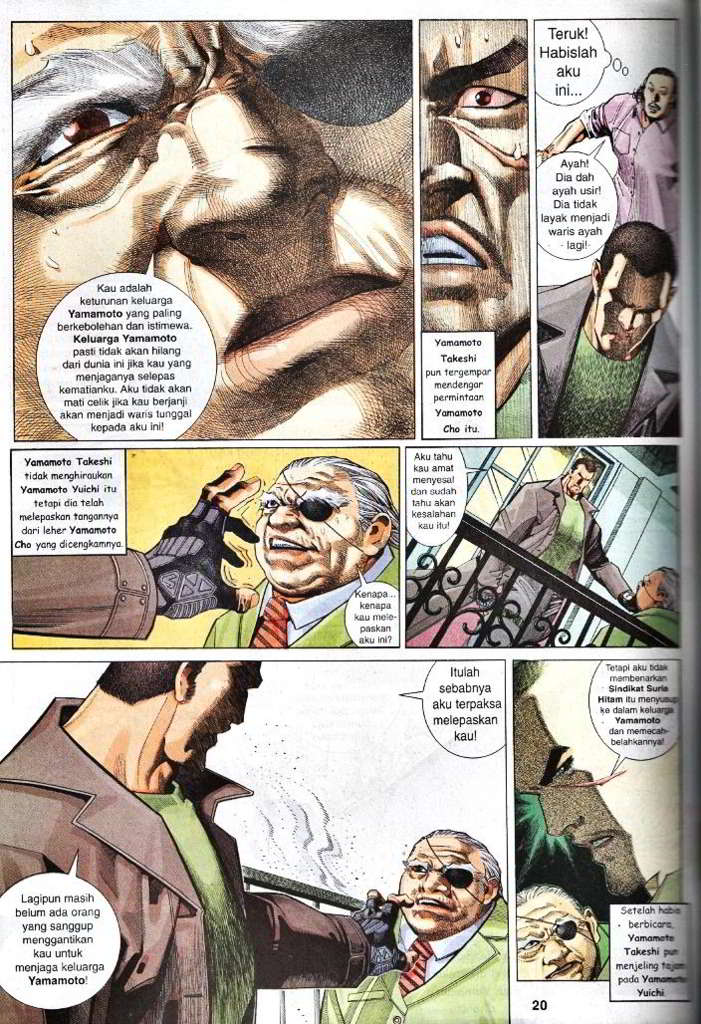 Kau adalah
keturunan keluarga
Yamamoto yang paling
berkebolehan dan istimewa.
Keluarga Yamamoto
pasti tidak akan hilang
dari dunia ini jika kau yang
menjaganya selepas
kematianku. Aku tidak akan
mati celik jika kau berjanji
akan menjadi waris tunggal
kepada aku ini!
Yamamoto
Takeshi
pun tergempar
mendengar
permintaan
Yamamoto
Cho itu.
Teruk!
Habislah
aku
ini...
Ayah!
Dia dah
ayah usir!
Dia tidak
layak menjadi
waris ayah
lagi!
Yamamoto Takeshi
tidak menghiraukan
Yamamoto Yuichi itu
tetapi dia telah
melepaskan tangannya
dari leher Yamamoto
Cho yang dicengkamnya.
Kenapa..
kenapa
kau mele-
paskan
aku ini?
Aku tahu
kau amat
menyesal
dan sudah
tahu akan
kesalahan
kau itu!
Itulah
sebabnya
aku terpaksa
melepaskan
kau!
Lagipun masih
belum ada orang
yang sanggup
menggantikan
kau untuk
menjaga keluarga
Yamamoto!
Tetapi aku tidak
membenarkan
Sindikat Suria
Hitam itu menyusup
ke dalam keluarga
Yamamoto
dan memecah-
belahkannya!
Setelah habis
berbicara,
Yamamoto
Takeshi pun
menjeling tajam
pada Yamamoto
Yuichi.
20